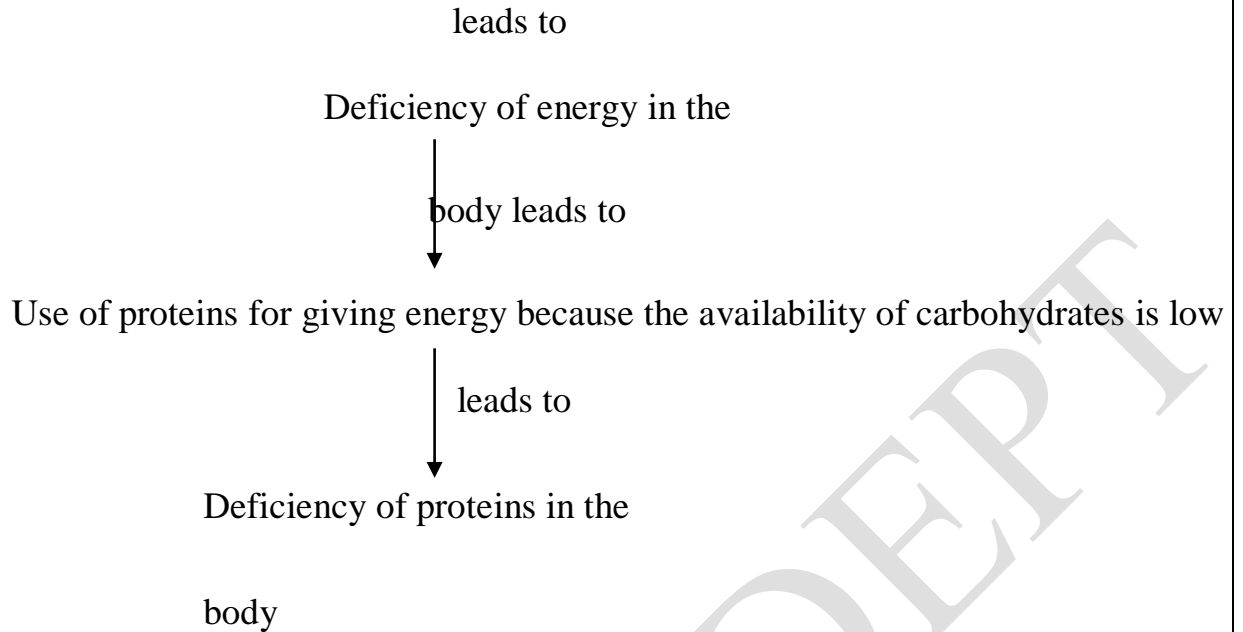 leads to
Deficiency of energy in the
body leads to
Use of proteins for giving energy because the availability of carbohydrates is low
leads to
Deficiency of proteins in the
body
DEPT